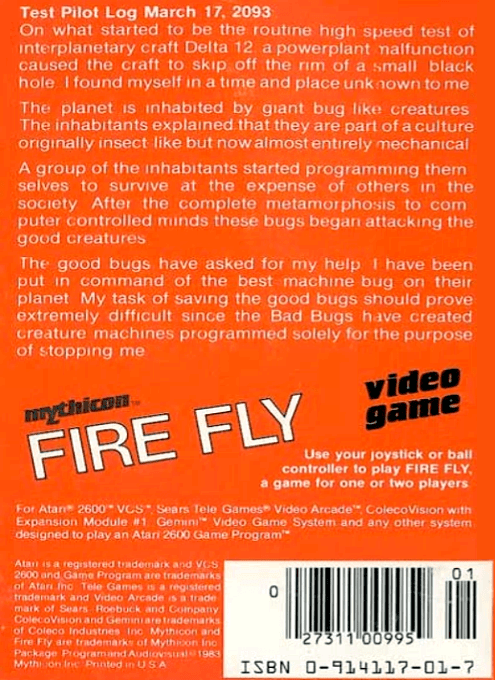 Test Pilot Log March 17, 2093
On what started to be the routine high speed test of
interplanetary craft Delta 12, a powerplant malfunction
caused the craft to skip off the rim of a small black
hole. I found myself in a time and place unknown to me.
The planet is inhabited by giant bug-like creatures.
The inhabitants explained that they are part of a culture
originally insect-like but now almost entirely mechanical.
A group of the inhabitants started programming them-
selves to survive at the expense of others in the
society. After the complete metamorphosis to com-
puter controlled minds these bugs began attacking the
good creatures.
The good bugs have asked for my help. I have been
put in command of the best machine bug on their
planet. My task of saving the good bugs should prove
extremely difficult since the Bad Bugs have created
creature machines programmed solely for the purpose
of stopping me.
mythicon™
FIRE FLY
video
game
Use your joystick or ball
controller to play FIRE FLY,
a game for one or two players.
For Atari® 2600™ VCS™, Sears Tele Games® Video Arcade™, ColecoVision with
Expansion Module #1, Gemini™ Video Game System and any other system
designed to play an Atari 2600 Game Program™
Atari is a registered trademark and VCS,
2600 and Game Program are trademarks
of Atari, Inc. Tele Games is a registered
trademark and Video Arcade is a trade-
mark of Sears, Roebuck and Company.
ColecoVision and Gemini are trademarks
of Coleco Industries, Inc. Mythicon and
Fire Fly are trademarks of Mythicon Inc.
Package Program and Audiovisual © 1983
Mythicon Inc. Printed in U.S.A.
01
0
27311 00995
ISBN 0-914117-01-7